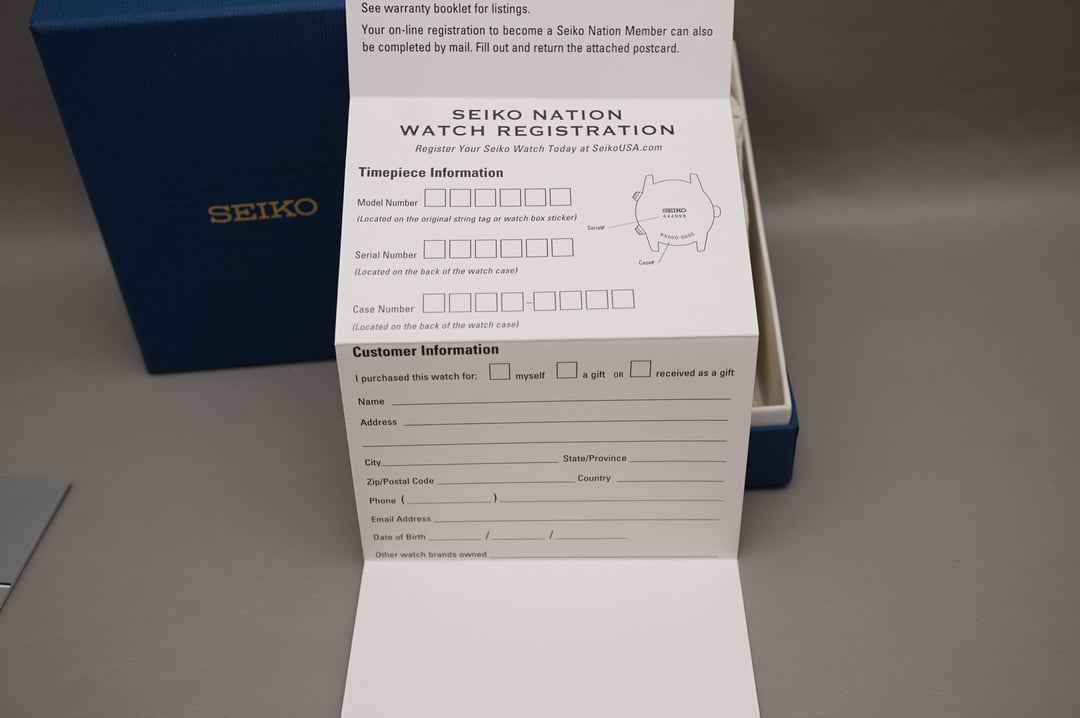 See warranty booklet for listings.
Your on-line registration to become a Seiko Nation Member can also
be completed by mail. Fill out and return the attached postcard.
SEIKO NATION
WATCH REGISTRATION
Register Your Seiko Watch Today at SeikoUSA.com
Timepiece Information
Model Number
(Located on the original string tag or watch box sticker)
Serial Number
(Located on the back of the watch case)
Case Number –
(Located on the back of the watch case)
SEIKO
444999
XX000-0000
Serial#
Case#
Customer Information
I purchased this watch for: myself a gift OR received as a gift
Name
Address
City State/Province
Zip/Postal Code Country
Phone ( )
Email Address
Date of Birth / /
Other watch brands owned
SEIKO